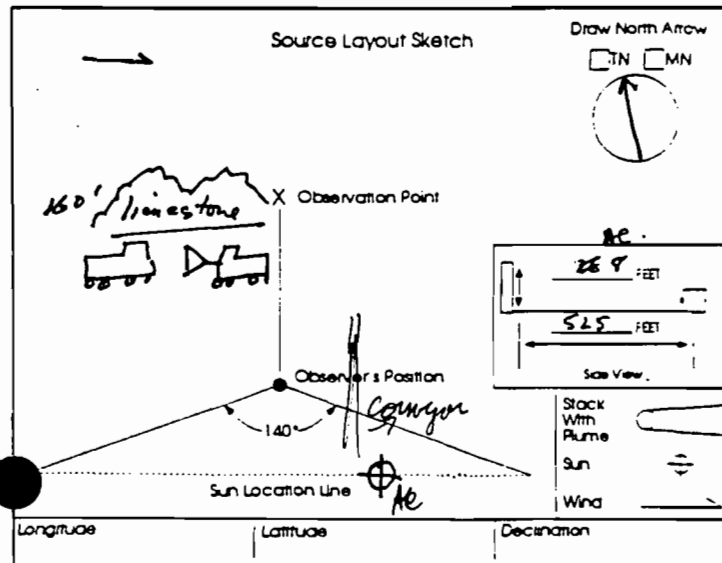 Source Layout Sketch
Draw North Arrow
TN MN
X Observation Point
160'
limestone
FEET
525 FEET
Side View
Observer's Position
Conveyor
140°
Stack
With
Plume
Sun
Sun Location Line
Wind
Longitude Latitude Declination